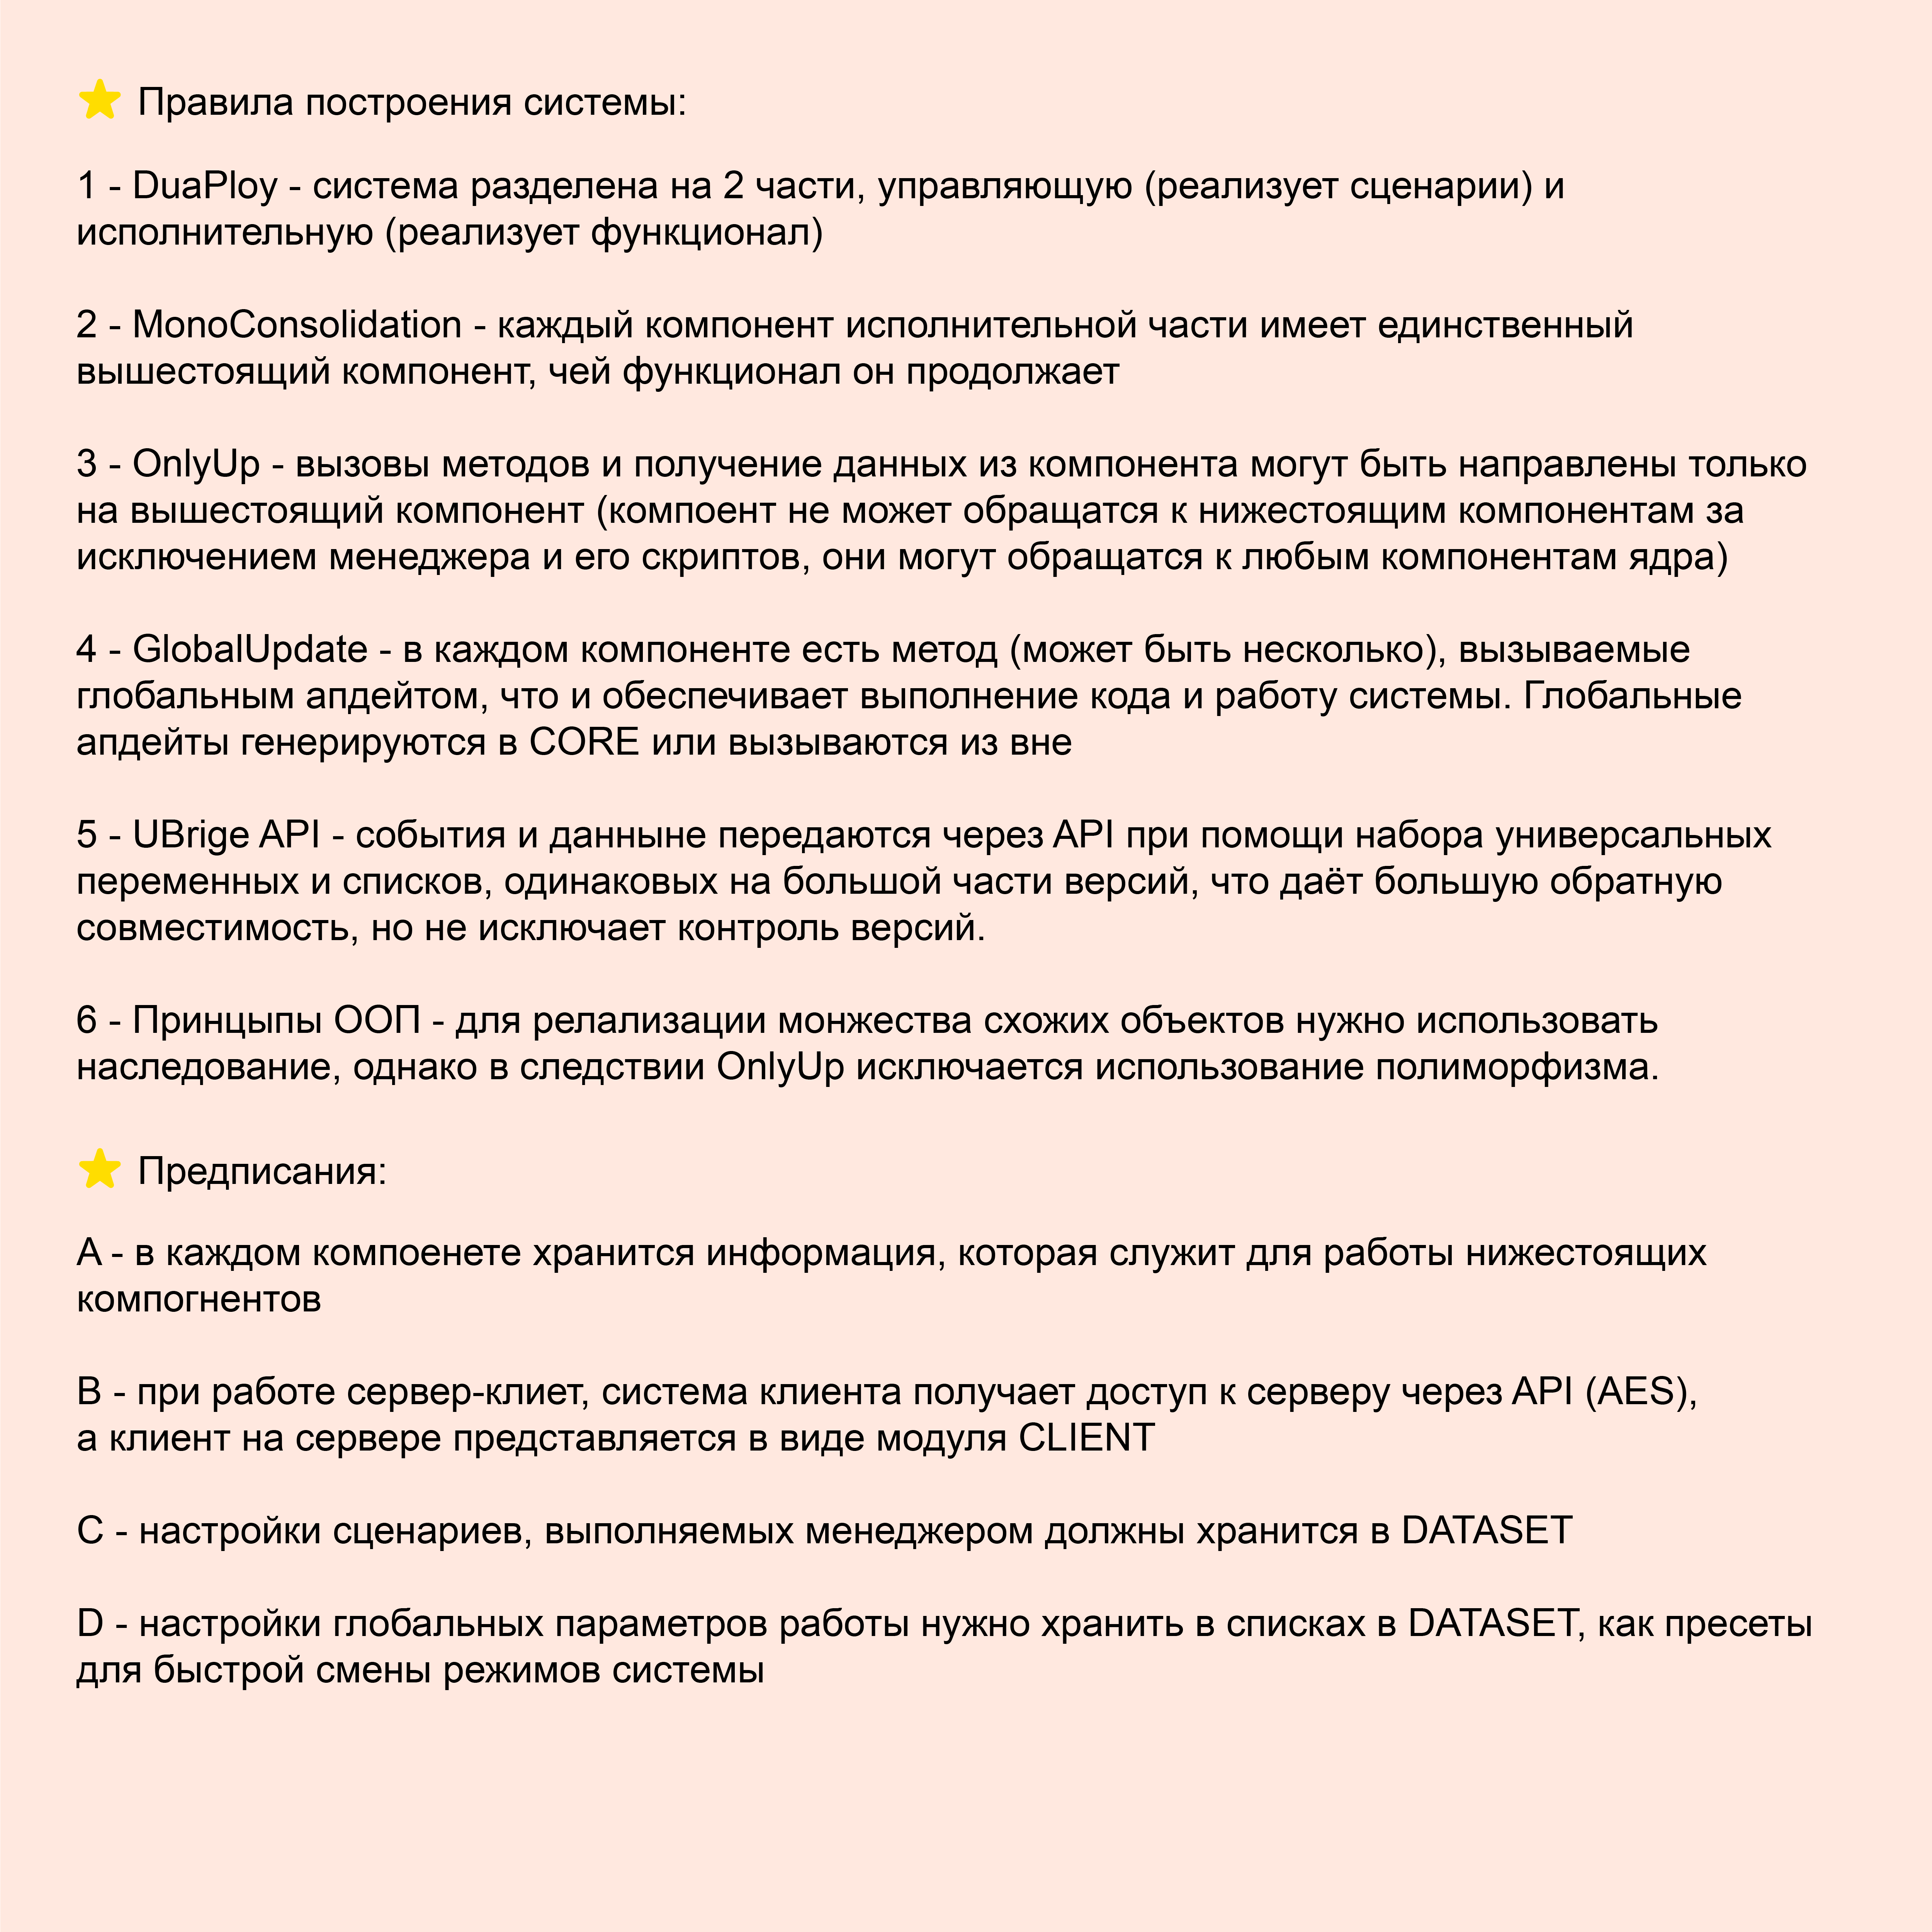 Правила построения системы:
1 - DuaPloy - система разделена на 2 части, управляющую (реализует сценарии) и
исполнительную (реализует функционал)
2 - MonoConsolidation - каждый компонент исполнительной части имеет единственный
вышестоящий компонент, чей функционал он продолжает
3 - OnlyUp - вызовы методов и получение данных из компонента могут быть направлены только
на вышестоящий компонент (компоент не может обращатся к нижестоящим компонентам за
исключением менеджера и его скриптов, они могут обращатся к любым компонентам ядра)
4 - GlobalUpdate - в каждом компоненте есть метод (может быть несколько), вызываемые
глобальным апдейтом, что и обеспечивает выполнение кода и работу системы. Глобальные
апдейты генерируются в CORE или вызываются из вне
5 - UBrige API - события и данныне передаются через API при помощи набора универсальных
переменных и списков, одинаковых на большой части версий, что даёт большую обратную
совместимость, но не исключает контроль версий.
6 - Принцыпы ООП - для релализации монжества схожих объектов нужно использовать
наследование, однако в следствии OnlyUp исключается использование полиморфизма.
Предписания:
A - в каждом компоенете хранится информация, которая служит для работы нижестоящих
компогнентов
B - при работе сервер-клиет, система клиента получает доступ к серверу через API (AES),
а клиент на сервере представляется в виде модуля CLIENT
C - настройки сценариев, выполняемых менеджером должны хранится в DATASET
D - настройки глобальных параметров работы нужно хранить в списках в DATASET, как пресеты
для быстрой смены режимов системы